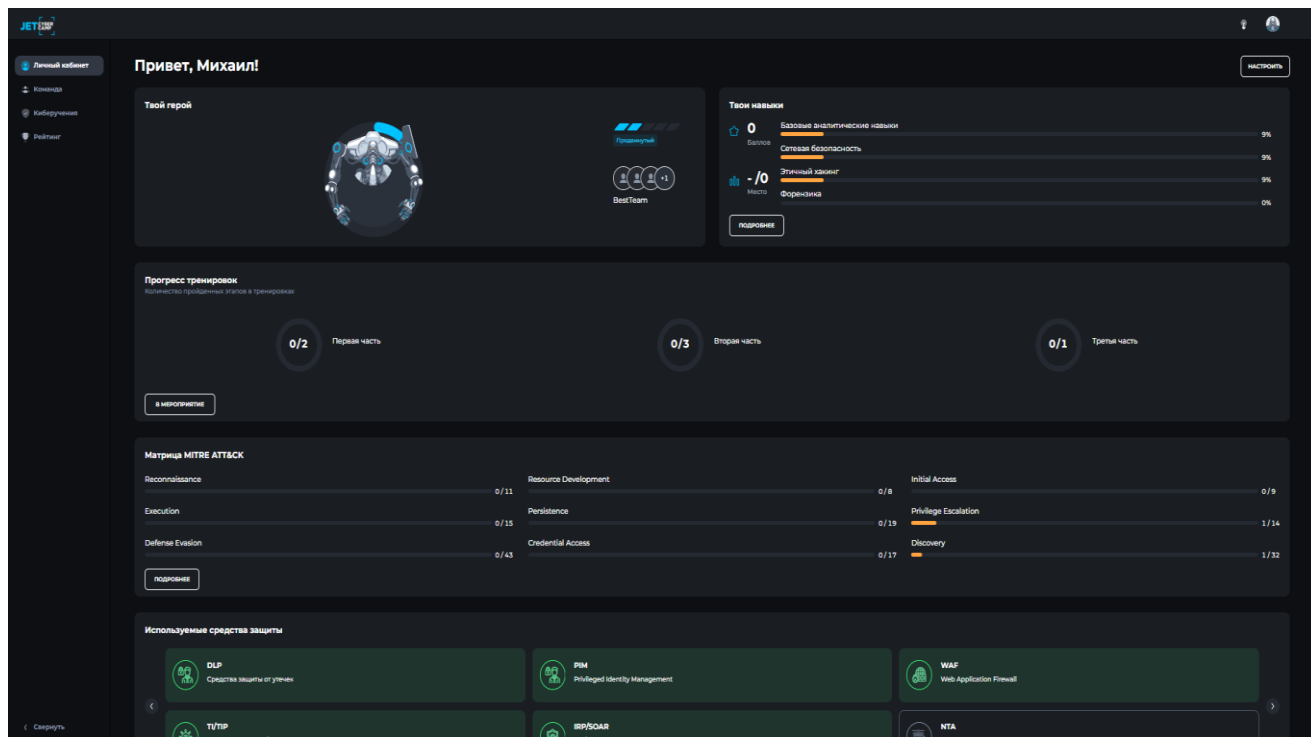 JET CYBER CAMP
Личный кабинет
Команда
Киберучения
Рейтинг
Свернуть
Привет, Михаил!
НАСТРОИТЬ
Твой герой
Продвинутый
+1
BestTeam
Твои навыки
0
Баллов
- /0
Место
Базовые аналитические навыки
9%
Сетевая безопасность
9%
Этичный хакинг
9%
Форензика
0%
ПОДРОБНЕЕ
Прогресс тренировок
Количество пройденных этапов в тренировках
0/2 Первая часть
0/3 Вторая часть
0/1 Третья часть
В МЕРОПРИЯТИЕ
Матрица MITRE ATT&CK
Reconnaissance
0/11
Resource Development
0/8
Initial Access
0/9
Execution
0/15
Persistence
0/19
Privilege Escalation
1/14
Defense Evasion
0/43
Credential Access
0/17
Discovery
1/32
ПОДРОБНЕЕ
Используемые средства защиты
DLP
Средства защиты от утечек
PIM
Privileged Identity Management
WAF
Web Application Firewall
TI/TIP
IRP/SOAR
NTA